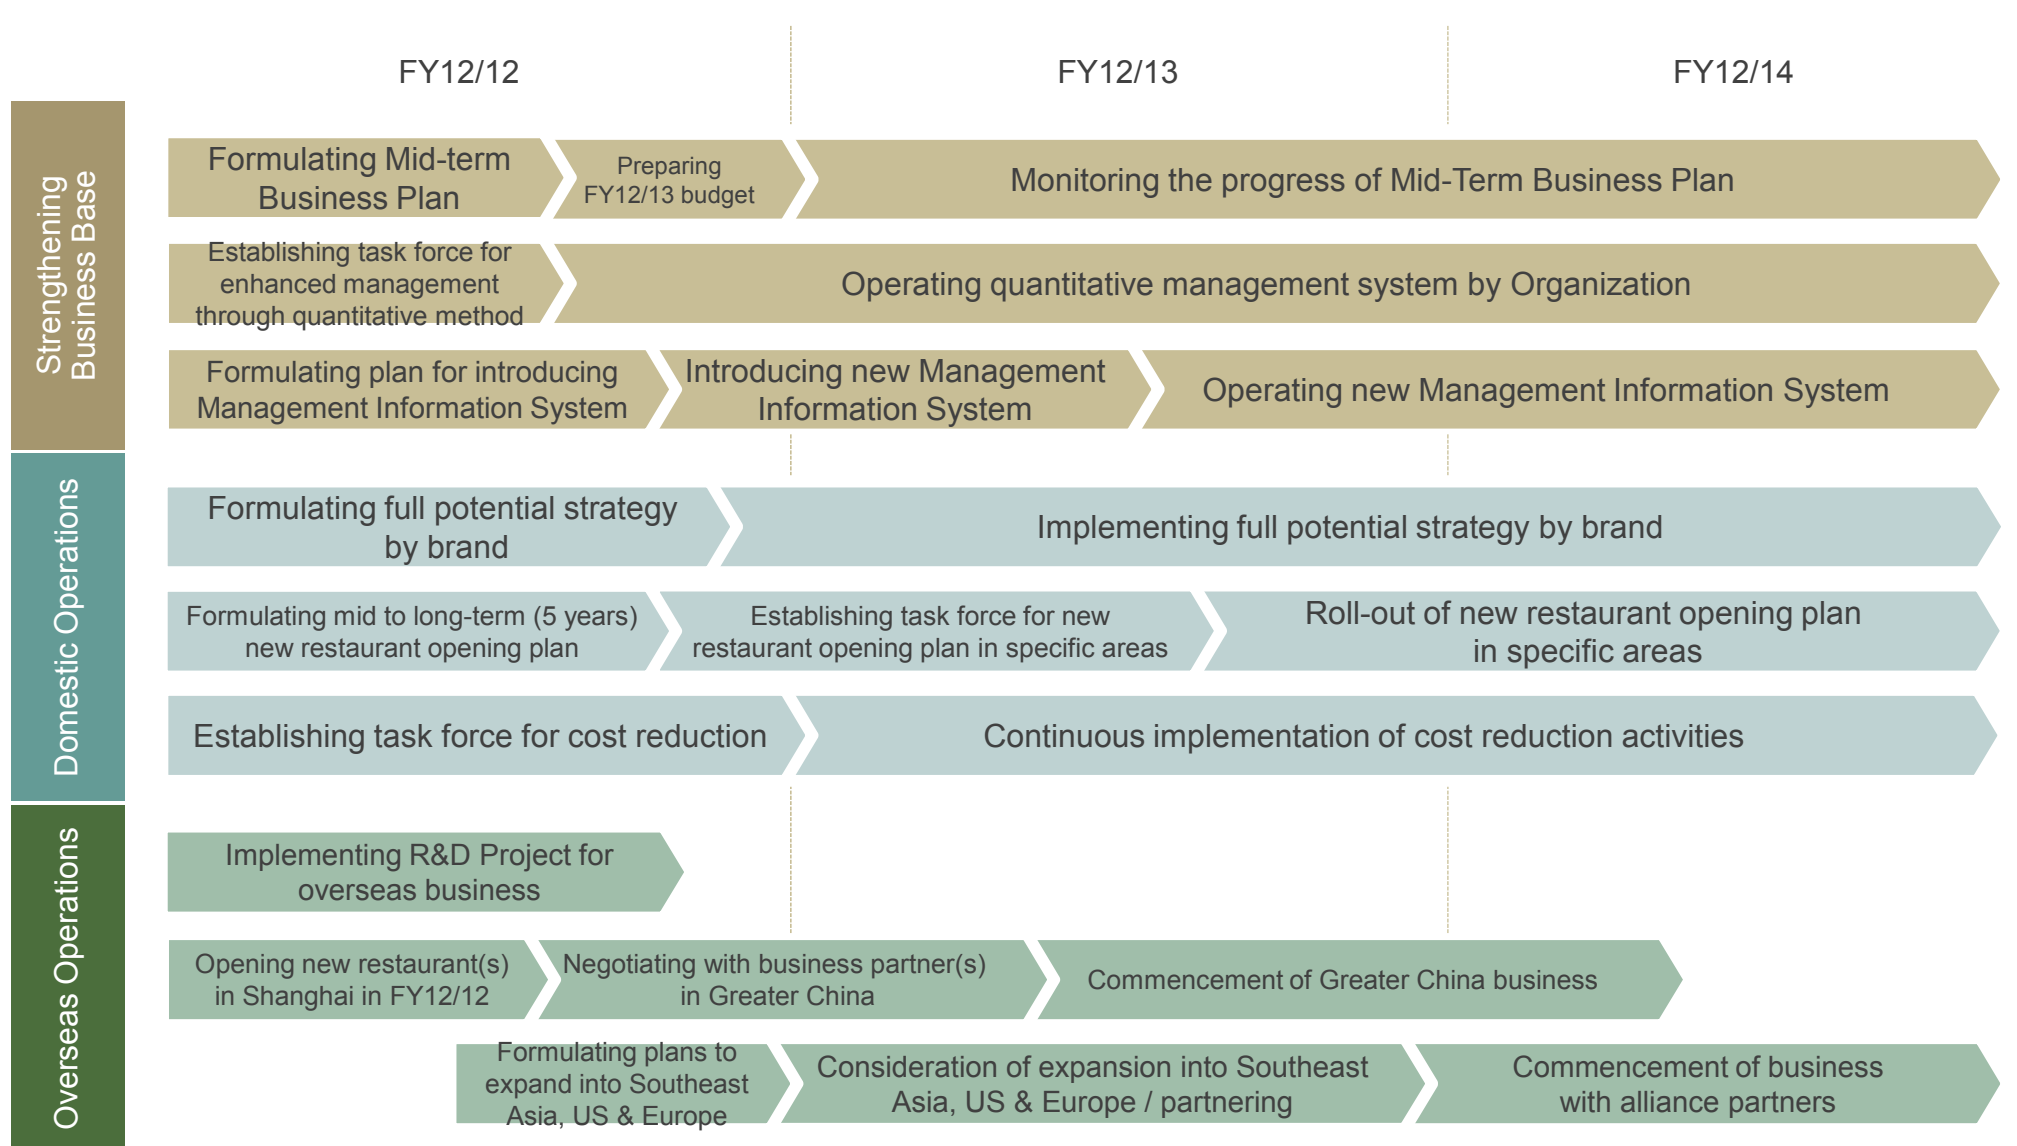 FY12/12
FY12/13
FY12/14
Strengthening
Business Base
Formulating Mid-term
Business Plan
Preparing
FY12/13 budget
Monitoring the progress of Mid-Term Business Plan
Establishing task force for
enhanced management
through quantitative method
Operating quantitative management system by Organization
Formulating plan for introducing
Management Information System
Introducing new Management
Information System
Operating new Management Information System
Domestic Operations
Formulating full potential strategy
by brand
Implementing full potential strategy by brand
Formulating mid to long-term (5 years)
new restaurant opening plan
Establishing task force for new
restaurant opening plan in specific areas
Roll-out of new restaurant opening plan
in specific areas
Establishing task force for cost reduction
Continuous implementation of cost reduction activities
Overseas Operations
Implementing R&D Project for
overseas business
Opening new restaurant(s)
in Shanghai in FY12/12
Negotiating with business partner(s)
in Greater China
Commencement of Greater China business
Formulating plans to
expand into Southeast
Asia, US & Europe
Consideration of expansion into Southeast
Asia, US & Europe / partnering
Commencement of business
with alliance partners